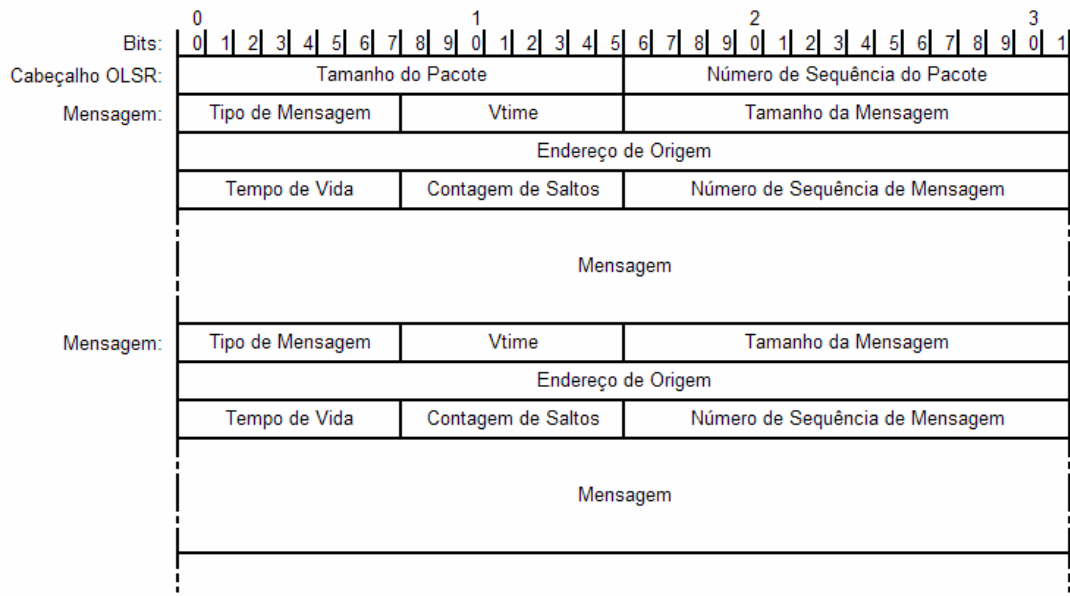 0 1 2 3
Bits: 0 1 2 3 4 5 6 7 8 9 0 1 2 3 4 5 6 7 8 9 0 1 2 3 4 5 6 7 8 9 0 1
Cabeçalho OLSR: Tamanho do Pacote Número de Sequência do Pacote
Mensagem: Tipo de Mensagem Vtime Tamanho da Mensagem
Endereço de Origem
Tempo de Vida Contagem de Saltos Número de Sequência de Mensagem
Mensagem
Mensagem: Tipo de Mensagem Vtime Tamanho da Mensagem
Endereço de Origem
Tempo de Vida Contagem de Saltos Número de Sequência de Mensagem
Mensagem